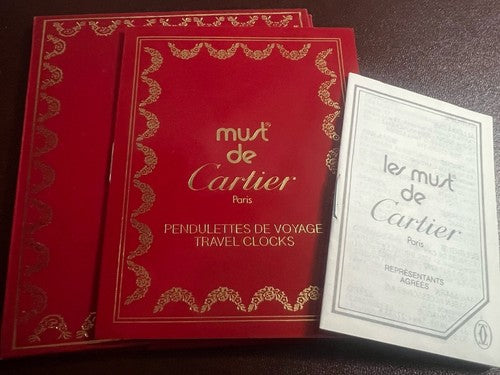 must
de
Cartier
Paris
PENDULETTES DE VOYAGE
TRAVEL CLOCKS
les must
de
Cartier
Paris
REPRÉSENTANTS
AGRÉÉS